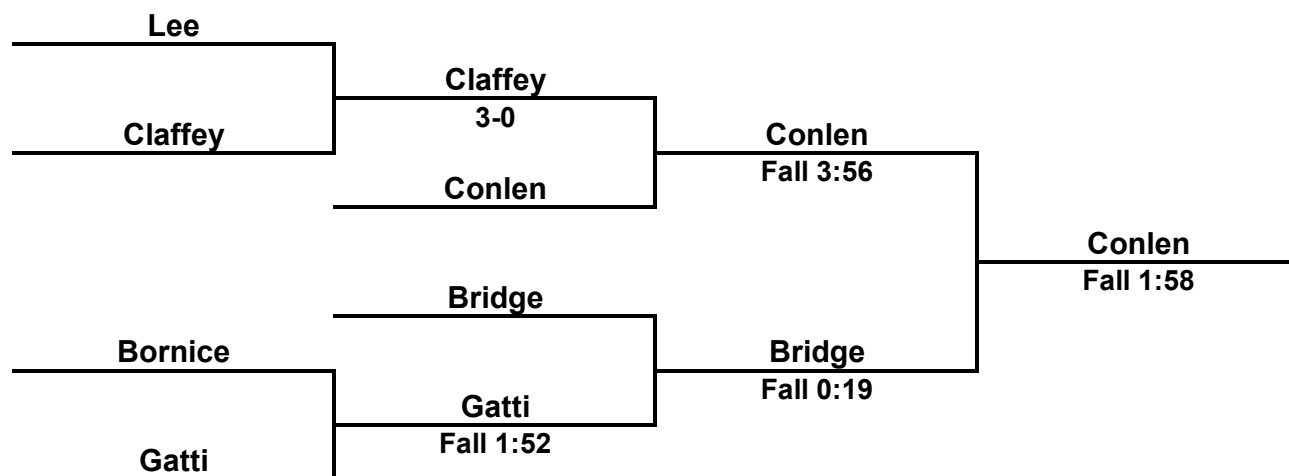 Lee
Claffey
3-0
Claffey
Conlen
Fall 3:56
Conlen
Conlen
Fall 1:58
Bridge
Bornice
Bridge
Fall 0:19
Gatti
Fall 1:52
Gatti